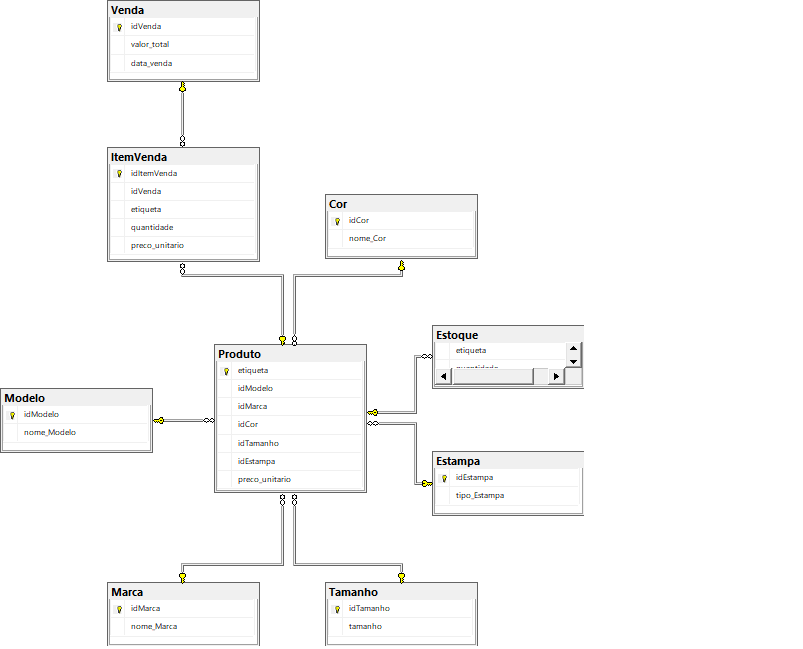 Venda
idVenda
valor_total
data_venda
ItemVenda
idItemVenda
idVenda
etiqueta
quantidade
preco_unitario
Cor
idCor
nome_Cor
Estoque
etiqueta
Produto
etiqueta
idModelo
idMarca
idCor
idTamanho
idEstampa
preco_unitario
Modelo
idModelo
nome_Modelo
Estampa
idEstampa
tipo_Estampa
Marca
idMarca
nome_Marca
Tamanho
idTamanho
tamanho